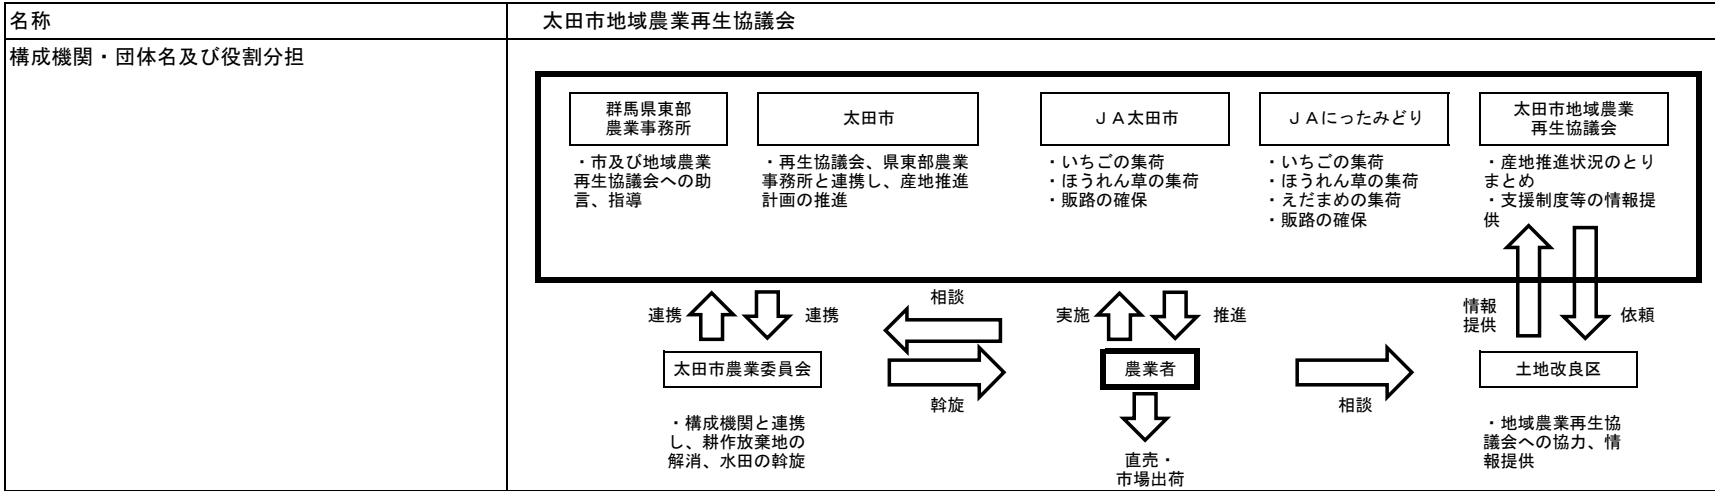 名称
太田市地域農業再生協議会
構成機関・団体名及び役割分担
群馬県東部
農業事務所
・市及び地域農業
再生協議会への助
言、指導
太田市
・再生協議会、県東部農業
事務所と連携し、産地推進
計画の推進
ＪＡ太田市
・いちごの集荷
・ほうれん草の集荷
・販路の確保
ＪＡにったみどり
・いちごの集荷
・ほうれん草の集荷
・えだまめの集荷
・販路の確保
太田市地域農業
再生協議会
・産地推進状況のとり
まとめ
・支援制度等の情報提
供
連携
連携
相談
実施
推進
情報
提供
依頼
太田市農業委員会
斡旋
農業者
相談
土地改良区
・構成機関と連携
し、耕作放棄地の
解消、水田の斡旋
直売・
市場出荷
・地域農業再生協
議会への協力、情
報提供